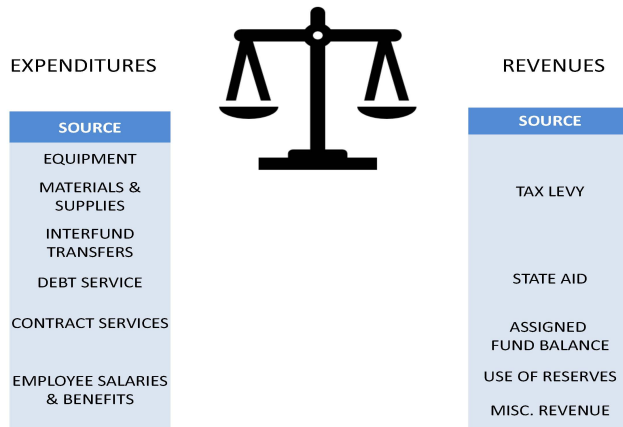 EXPENDITURES
SOURCE
EQUIPMENT
MATERIALS &
SUPPLIES
INTERFUND
TRANSFERS
DEBT SERVICE
CONTRACT SERVICES
EMPLOYEE SALARIES
& BENEFITS
REVENUES
SOURCE
TAX LEVY
STATE AID
ASSIGNED
FUND BALANCE
USE OF RESERVES
MISC. REVENUE